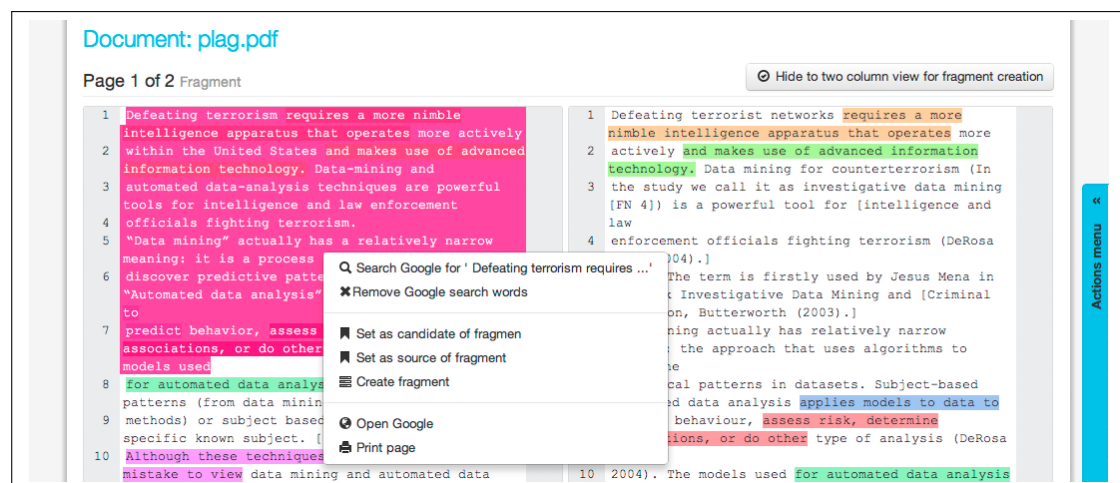 Document: plag.pdf
Page 1 of 2 Fragment
Hide to two column view for fragment creation
1 Defeating terrorism requires a more nimble
intelligence apparatus that operates more actively
2 within the United States and makes use of advanced
information technology. Data-mining and
3 automated data-analysis techniques are powerful
tools for intelligence and law enforcement
4 officials fighting terrorism.
5 "Data mining" actually has a relatively narrow
meaning: it is a process
6 discover predictive patte
"Automated data analysis"
to
7 predict behavior, assess
associations, or do other
models used
8 for automated data analys
patterns (from data minin
9 methods) or subject based
specific known subject. [
10 Although these techniques
mistake to view data mining and automated data
1 Defeating terrorist networks requires a more
nimble intelligence apparatus that operates more
2 actively and makes use of advanced information
technology. Data mining for counterterrorism (In
3 the study we call it as investigative data mining
[FN 4]) is a powerful tool for [intelligence and
law
4 enforcement officials fighting terrorism (DeRosa
004).]
The term is firstly used by Jesus Mena in
Investigative Data Mining and [Criminal
on, Butterworth (2003).]
ning actually has relatively narrow
: the approach that uses algorithms to
ne
cal patterns in datasets. Subject-based
ed data analysis applies models to data to
behaviour, assess risk, determine
tions, or do other type of analysis (DeRosa
10 2004). The models used for automated data analysis
Search Google for ' Defeating terrorism requires ...'
Remove Google search words
Set as candidate of fragmen
Set as source of fragment
Create fragment
Open Google
Print page
« Actions menu